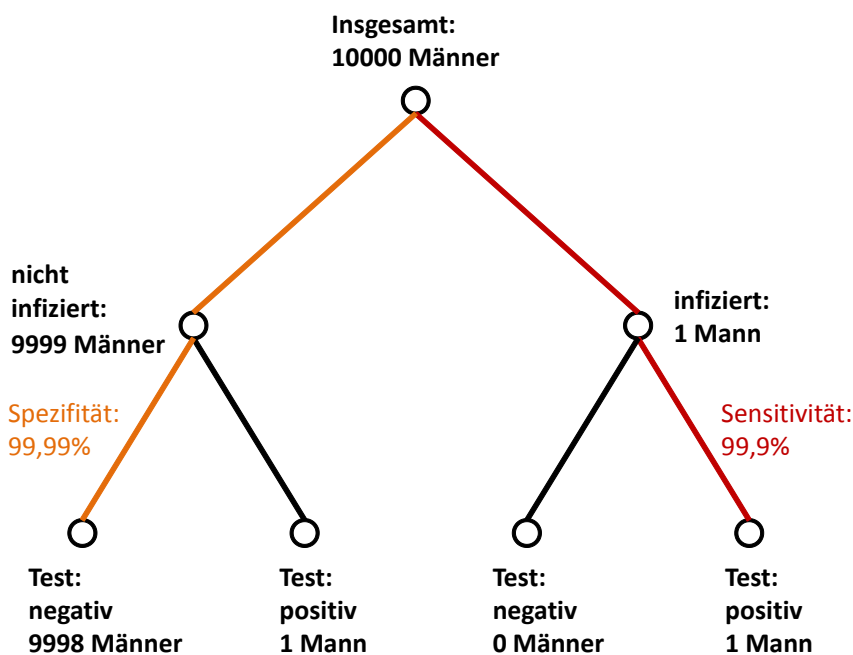 Insgesamt:
10000 Männer
nicht
infiziert:
9999 Männer
infiziert:
1 Mann
Spezifität:
99,99%
Sensitivität:
99,9%
Test:
negativ
9998 Männer
Test:
positiv
1 Mann
Test:
negativ
0 Männer
Test:
positiv
1 Mann